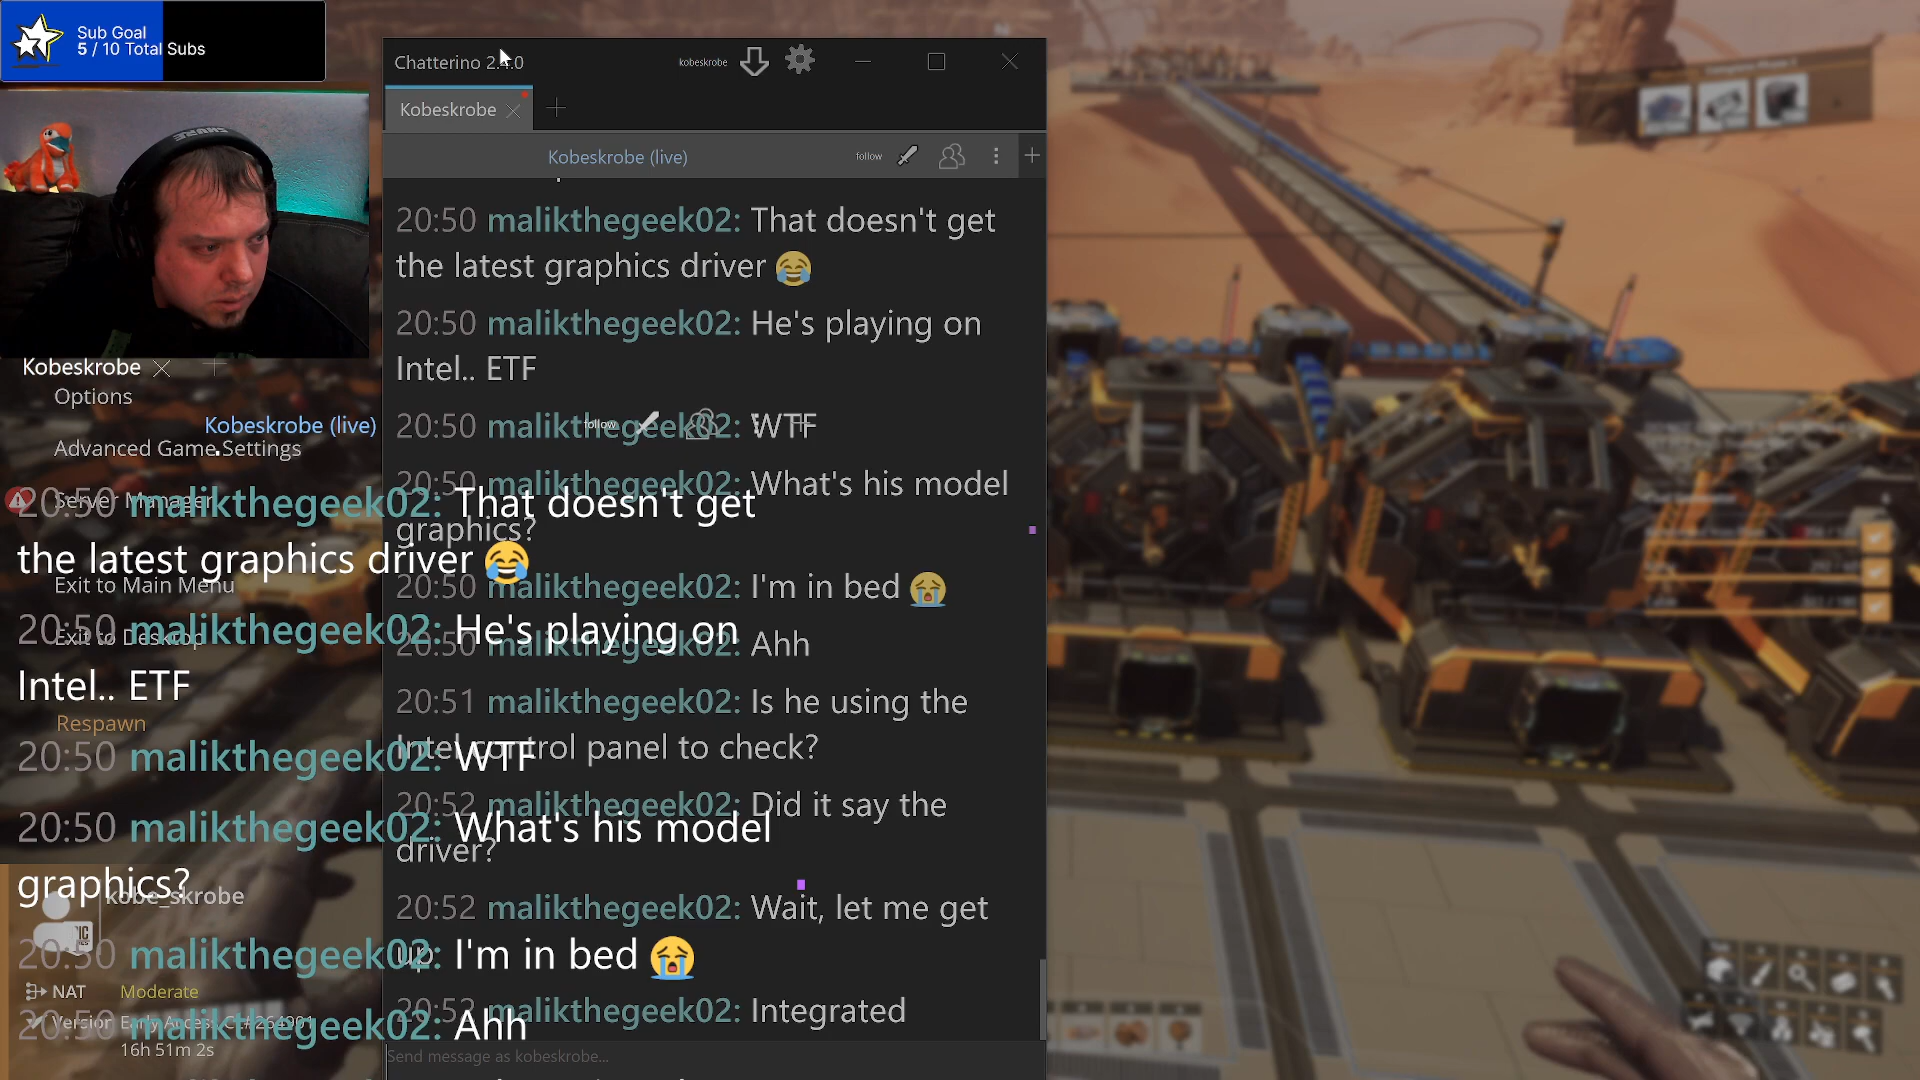 Sub Goal
5 / 10 Total Subs
Chatterino 2.4.0
kobeskrobe
Kobeskrobe
Kobeskrobe (live)
follow
20:50 malikthegeek02: That doesn't get
the latest graphics driver 😂
20:50 malikthegeek02: He's playing on
Intel.. ETF
20:50 malikthegeek02: WTF
20:50 malikthegeek02: What's his model
graphics?
20:50 malikthegeek02: I'm in bed 😭
20:50 malikthegeek02: Ahh
20:51 malikthegeek02: Is he using the
Intel control panel to check?
20:52 malikthegeek02: Did it say the
driver?
20:52 malikthegeek02: Wait, let me get
up:
20:52 malikthegeek02: Integrated
Send message as kobeskrobe...
Kobeskrobe
Options
Kobeskrobe (live)
follow
Advanced Game Settings
Server Manager
20:50 malikthegeek02: That doesn't get
the latest graphics driver 😂
Exit to Main Menu
20:50 malikthegeek02: He's playing on
Exit to Desktop
Intel.. ETF
Respawn
20:50 malikthegeek02: WTF
20:50 malikthegeek02: What's his model
graphics?
kobe_skrobe
20:50 malikthegeek02: I'm in bed 😭
NAT Moderate
20:50 malikthegeek02: Ahh
Version Early Access CL#264901
16h 51m 2s